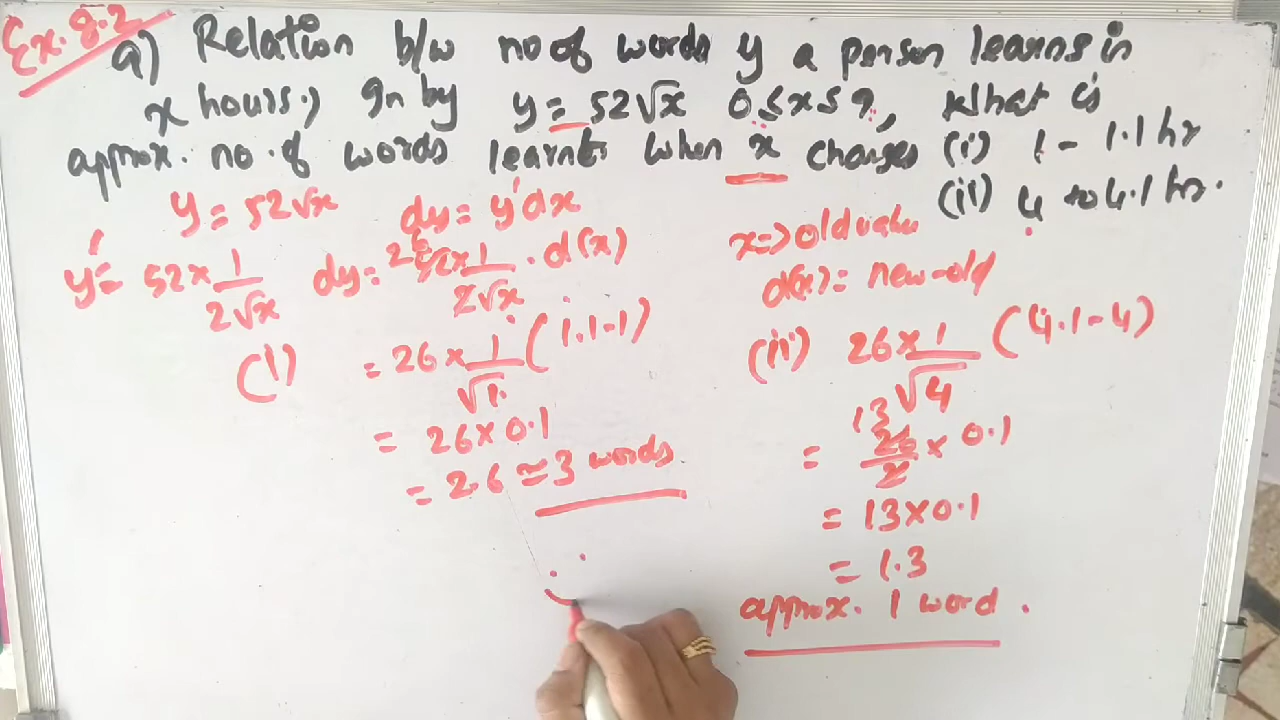 Ex. 8.2
9) Relation b/w no of words y a person learns in
x hours, gn by y = 52√x 0 ≤ x ≤ 9, What is
approx. no. of words learnt when x changes (i) 1 - 1.1 hr
(ii) 4 to 4.1 hr.
y = 52√x dy = y' dx
y' = 52 × 1/2√x dy = 26 52 × 1/2√x . d(x)
x => old value
d(x) = new - old
(i) = 26 × 1/√1 (1.1 - 1)
= 26 × 0.1
= 2.6 ≃ 3 words
(ii) 26 × 1/√4 (4.1 - 4)
= 13 26/2 × 0.1
= 13 × 0.1
= 1.3
approx. 1 word.